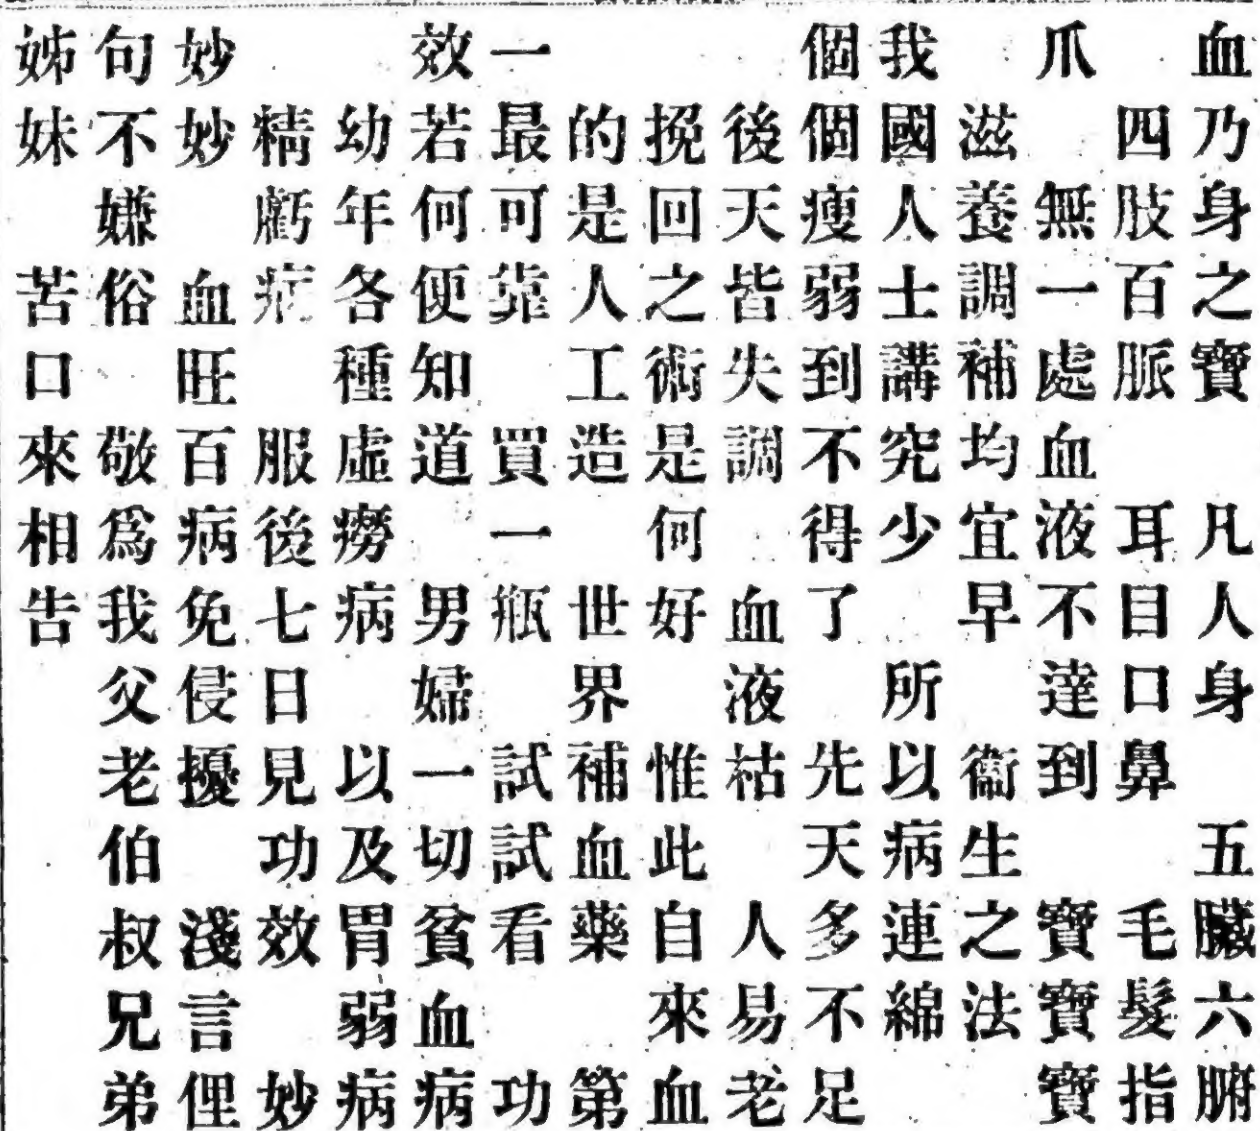 血乃身之寶　凡人身　五臟六腑
　四肢百脈　耳目口鼻　毛髮指
爪　無一處血液不達到　寶寶寶
　滋養調補均宜早　衞生之法
我國人士講究少　所以病連綿
個個瘦弱到不得了　先天多不足
　後天皆失調　血液枯　人易老
　挽回之術是何好　惟此自來血
　的是人工造　世界補血藥　第
一最可靠　買一瓶　試試看　功
效若何便知道　男婦一切貧血病
　幼年各種虛癆病　以及胃弱病
　精虧病　服後七日見功效　妙
妙妙　血旺百病免侵擾　淺言俚
句不嫌俗　敬爲我父老伯叔兄弟
姊妹　苦口來相告